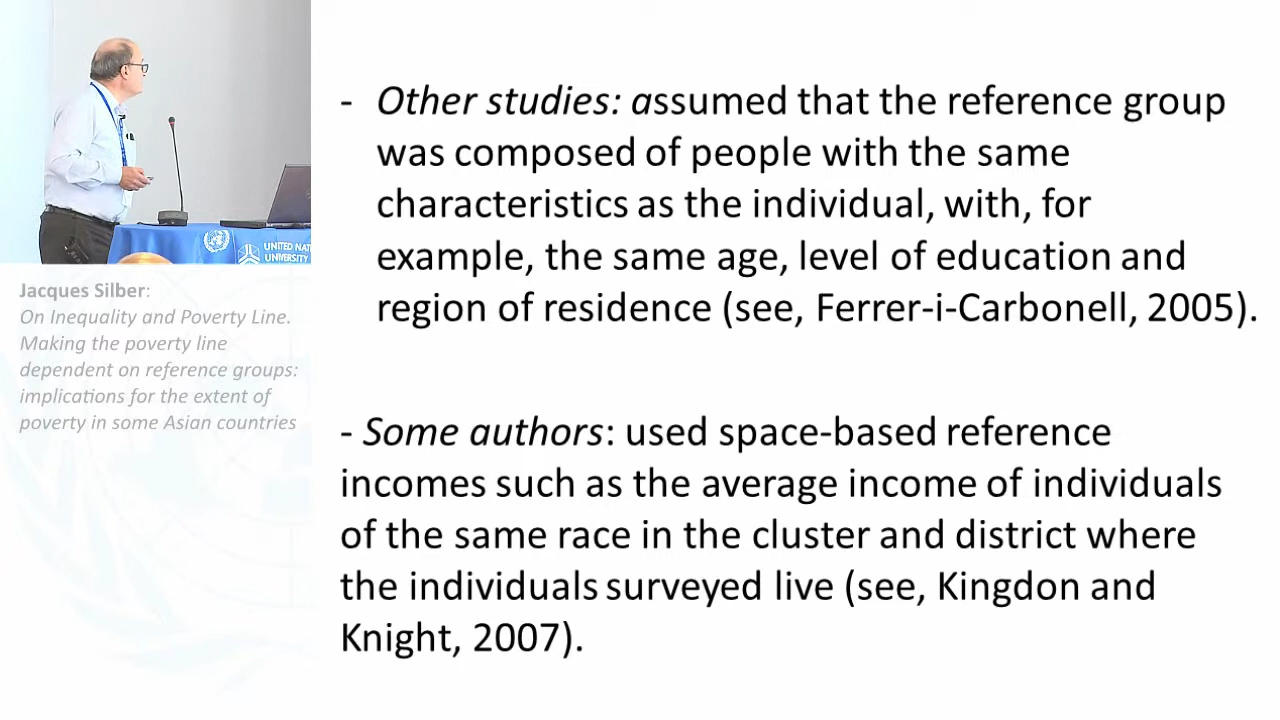 UNITED NAT
UNIVERSITY
Jacques Silber:
On Inequality and Poverty Line.
Making the poverty line
dependent on reference groups:
implications for the extent of
poverty in some Asian countries
- Other studies: assumed that the reference group
was composed of people with the same
characteristics as the individual, with, for
example, the same age, level of education and
region of residence (see, Ferrer-i-Carbonell, 2005).
- Some authors: used space-based reference
incomes such as the average income of individuals
of the same race in the cluster and district where
the individuals surveyed live (see, Kingdon and
Knight, 2007).